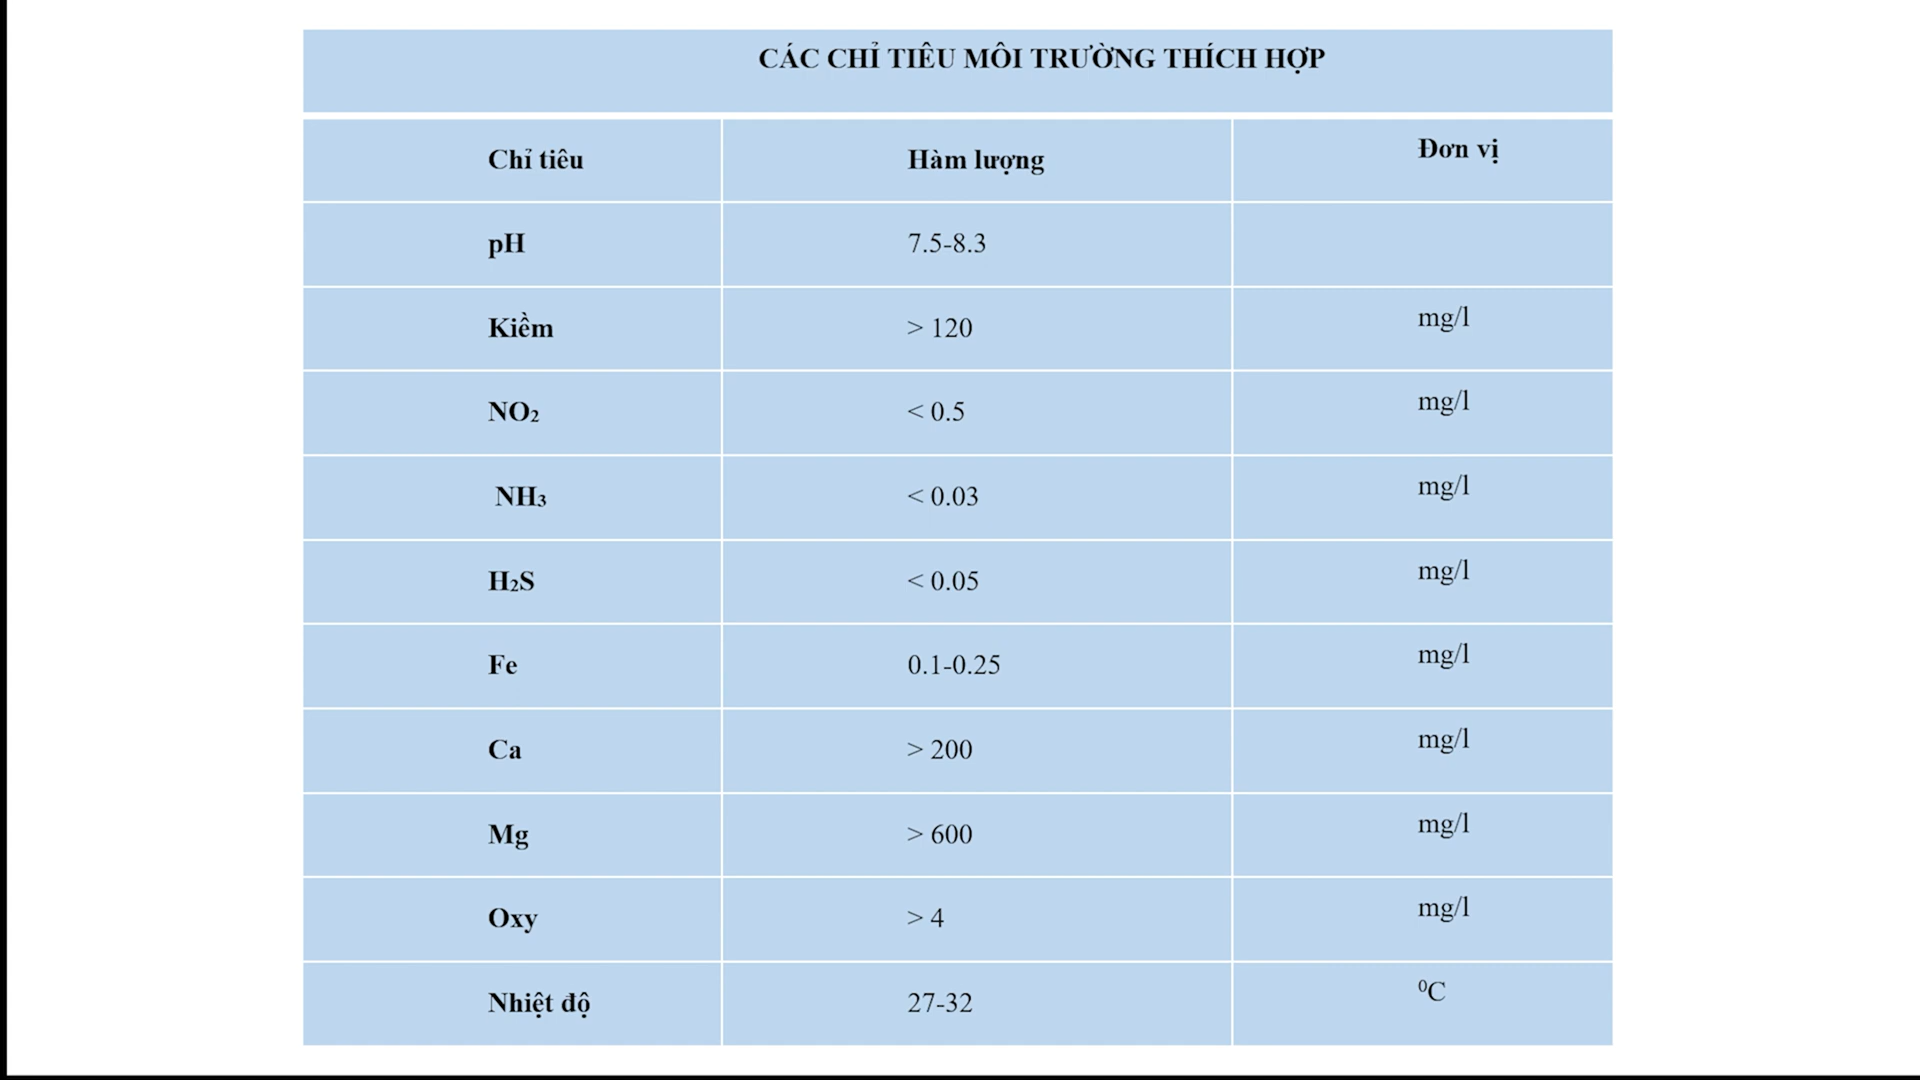 CÁC CHỈ TIÊU MÔI TRƯỜNG THÍCH HỢP
Chỉ tiêu Hàm lượng Đơn vị
pH 7.5-8.3
Kiềm > 120 mg/l
NO₂ < 0.5 mg/l
NH₃ < 0.03 mg/l
H₂S < 0.05 mg/l
Fe 0.1-0.25 mg/l
Ca > 200 mg/l
Mg > 600 mg/l
Oxy > 4 mg/l
Nhiệt độ 27-32 ⁰C